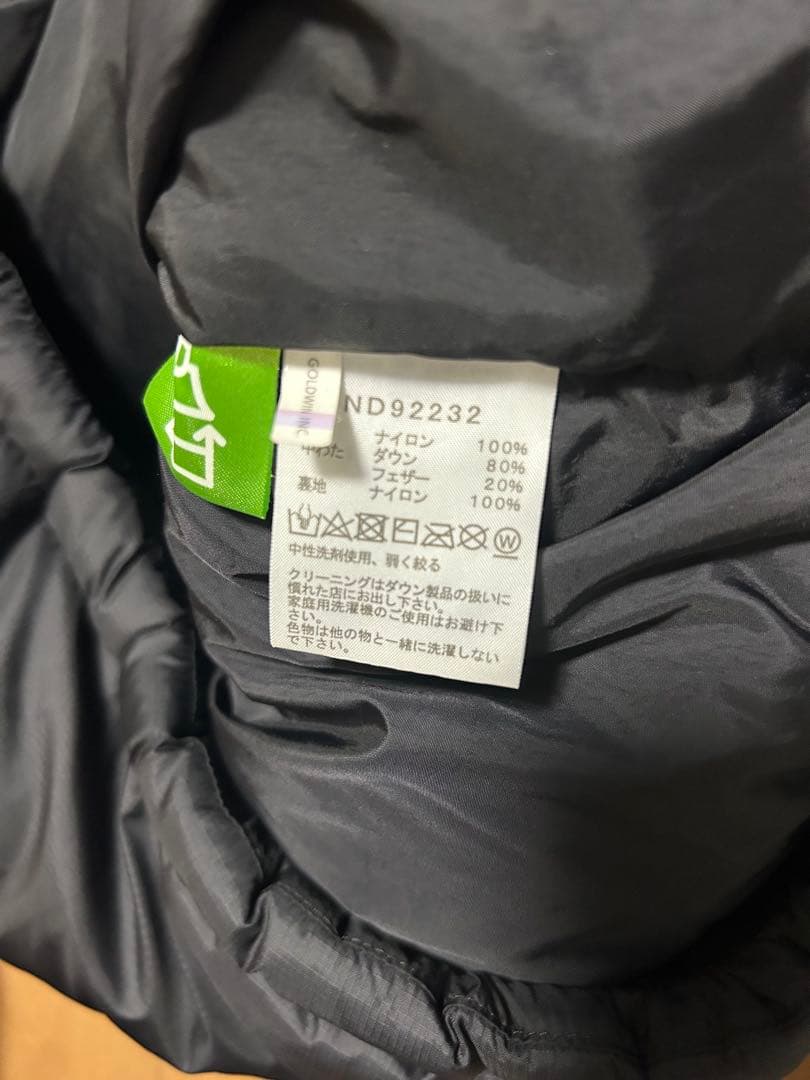 GOLDWIN INC.
ND92232
ナイロン 100%
中わた ダウン 80%
フェザー 20%
裏地 ナイロン 100%
W
中性洗剤使用、弱く絞る
クリーニングはダウン製品の扱いに
慣れた店にお出し下さい。
家庭用洗濯機のご使用はお避け下
さい。
色物は他の物と一緒に洗濯しない
で下さい。